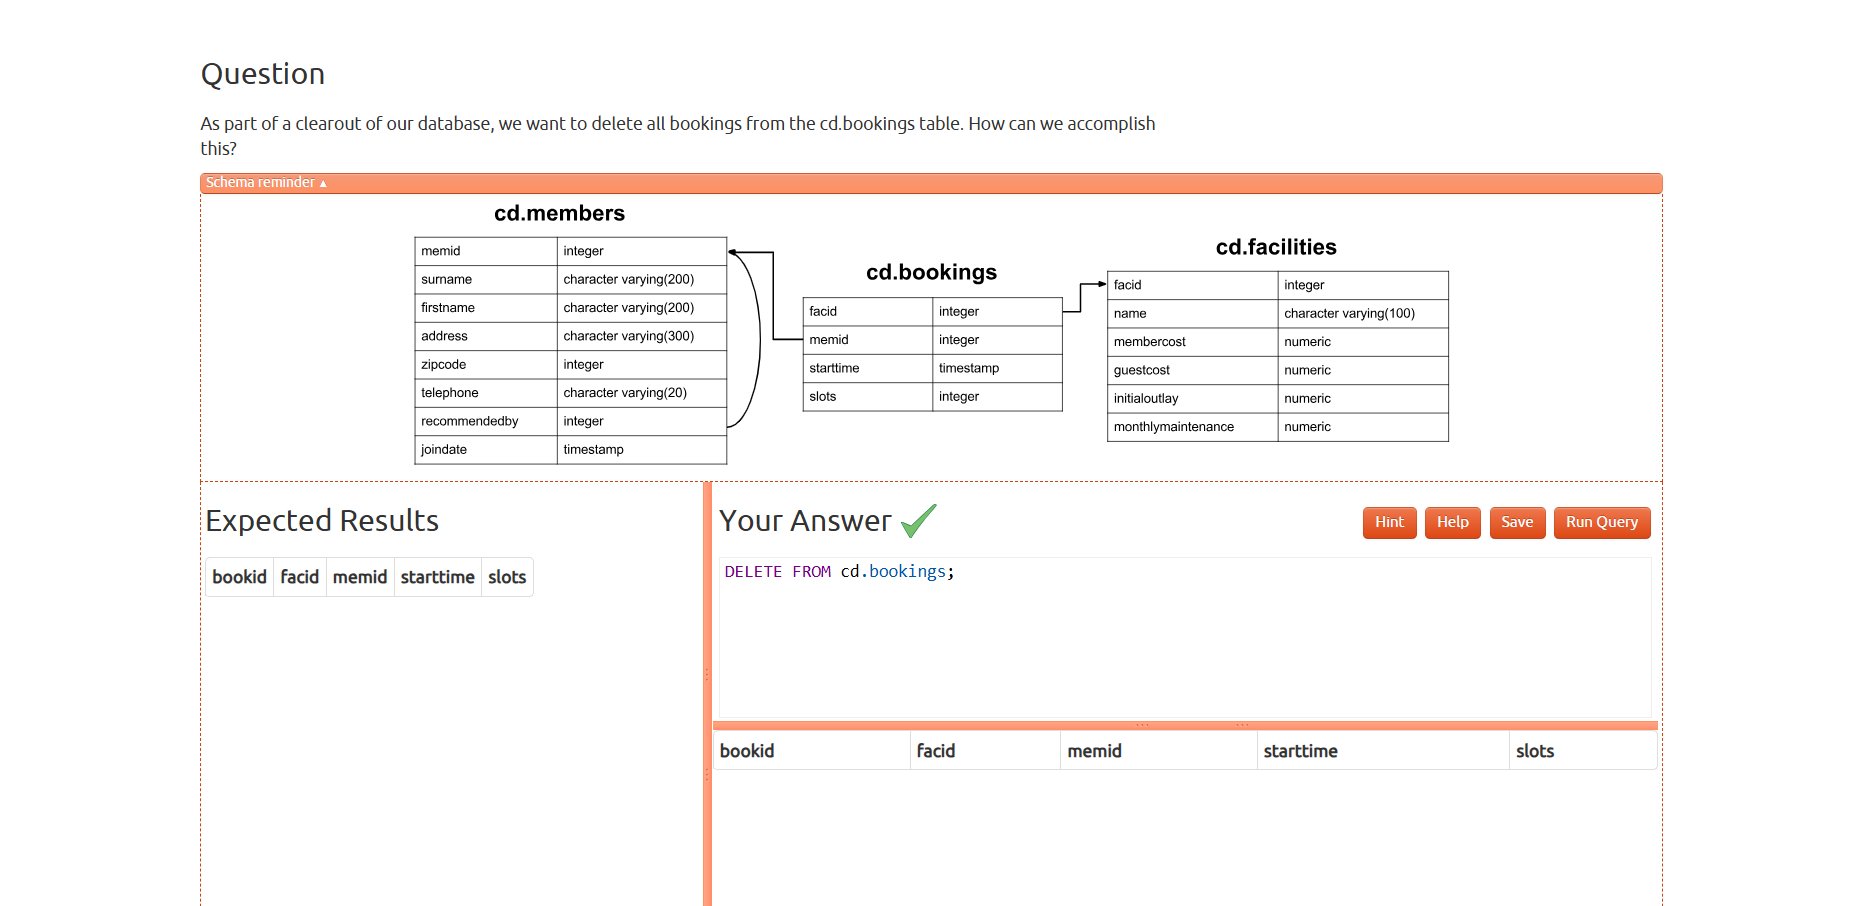 Question
As part of a clearout of our database, we want to delete all bookings from the cd.bookings table. How can we accomplish
this?
Schema reminder ▲
cd.members
memid integer
surname character varying(200)
firstname character varying(200)
address character varying(300)
zipcode integer
telephone character varying(20)
recommendedby integer
joindate timestamp
cd.bookings
facid integer
memid integer
starttime timestamp
slots integer
cd.facilities
facid integer
name character varying(100)
membercost numeric
guestcost numeric
initialoutlay numeric
monthlymaintenance numeric
Expected Results
bookid facid memid starttime slots
Your Answer
Hint Help Save Run Query
DELETE FROM cd.bookings;
bookid facid memid starttime slots